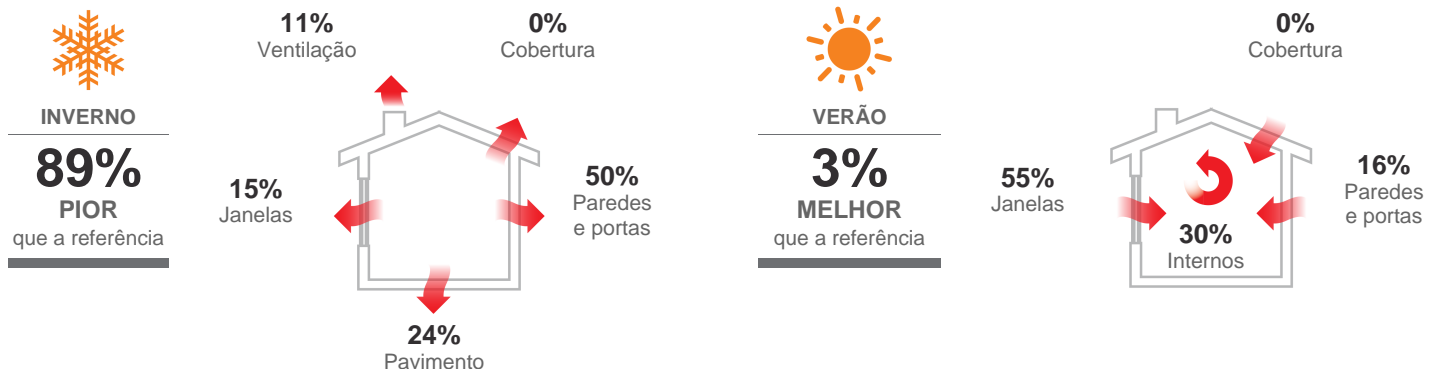 INVERNO
89%
PIOR
que a referência
11%
Ventilação
0%
Cobertura
15%
Janelas
50%
Paredes
e portas
24%
Pavimento
VERÃO
3%
MELHOR
que a referência
0%
Cobertura
55%
Janelas
16%
Paredes
e portas
30%
Internos